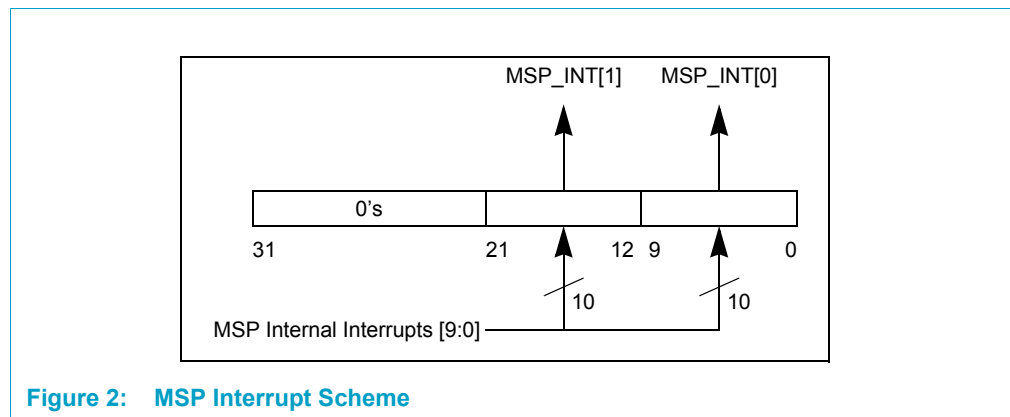 MSP_INT[1] MSP_INT[0]
0's
31 21 12 9 0
10 10
MSP Internal Interrupts [9:0]
Figure 2: MSP Interrupt Scheme